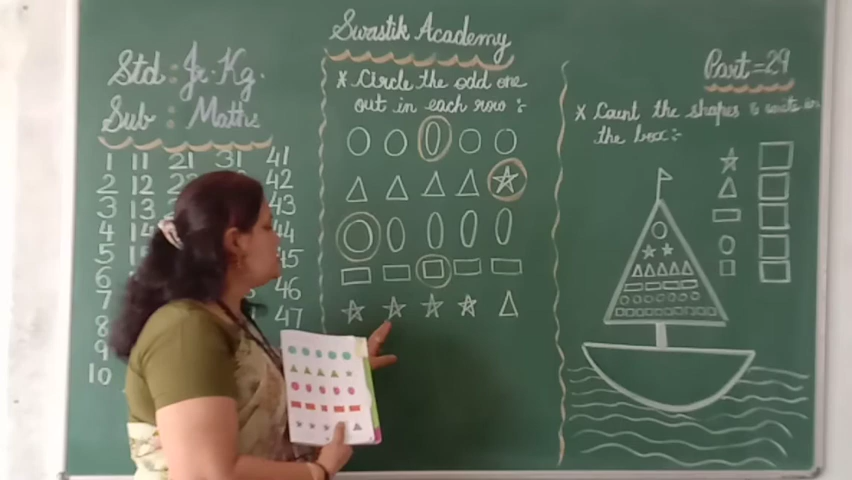 Swastik Academy
Std : Jr. Kg.
Sub : Maths
1 11 21 31 41
2 12 22 42
3 13 43
4 14 44
5 45
6 46
7 47
8
9
10
* Circle the odd one
out in each row :-
Part = 29
* Count the shapes & write in
the box :-